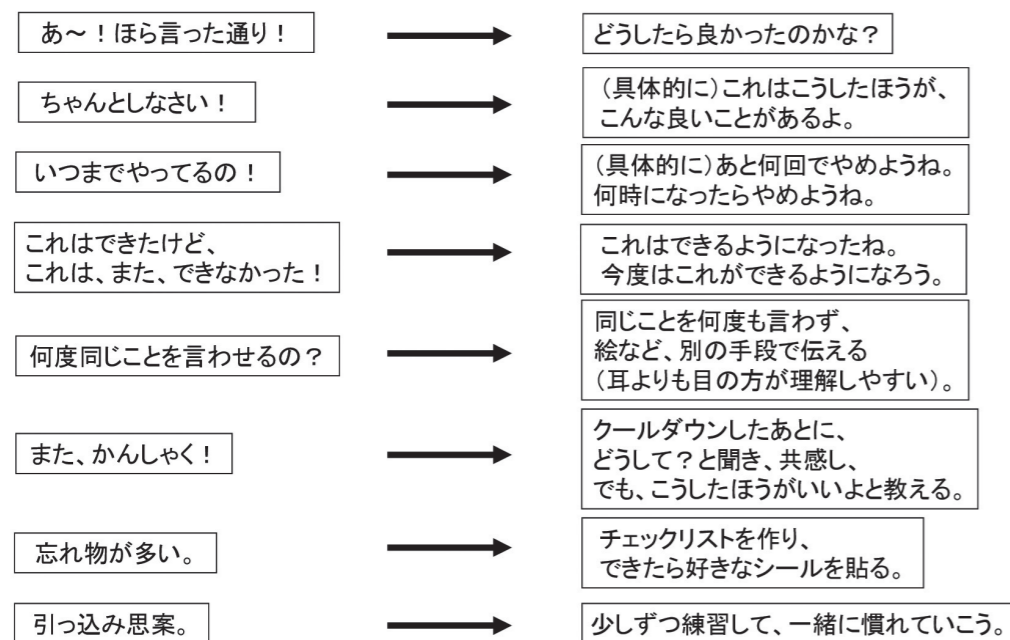 あ~!ほら言った通り!
どうしたら良かったのかな?
ちゃんとしなさい!
(具体的に)これはこうしたほうが、
こんな良いことがあるよ。
いつまでやってるの!
(具体的に)あと何回でやめようね。
何時になったらやめようね。
これはできたけど、
これは、また、できなかった!
これはできるようになったね。
今度はこれができるようになろう。
何度同じことを言わせるの?
同じことを何度も言わず、
絵など、別の手段で伝える
(耳よりも目の方が理解しやすい)。
また、かんしゃく!
クールダウンしたあとに、
どうして?と聞き、共感し、
でも、こうしたほうがいいよと教える。
忘れ物が多い。
チェックリストを作り、
できたら好きなシールを貼る。
引っ込み思案。
少しずつ練習して、一緒に慣れていこう。